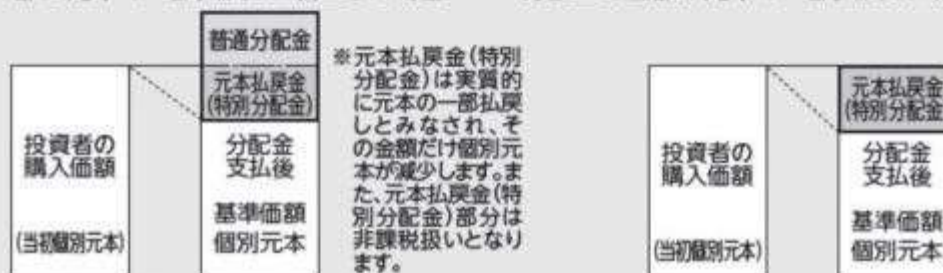 普通分配金
元本払戻金
(特別分配金)
投資者の
購入価額
(当初個別元本)
分配金
支払後
基準価額
個別元本
※元本払戻金(特別
分配金)は実質的
に元本の一部払戻
しとみなされ、そ
の金額だけ個別元
本が減少します。ま
た、元本払戻金(特
別分配金)部分は
非課税扱いとなり
ます。
投資者の
購入価額
(当初個別元本)
元本払戻金
(特別分配金
分配金
支払後
基準価額
個別元本